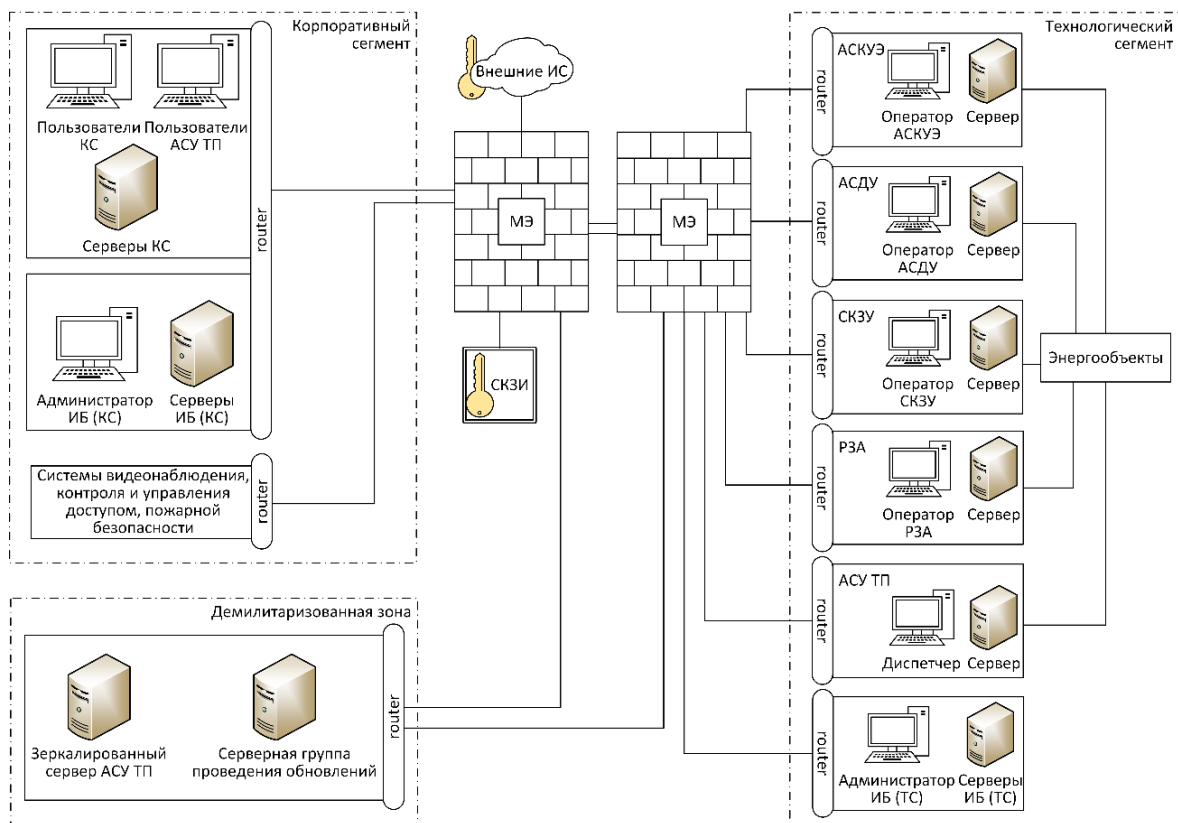 Корпоративный
сегмент
Пользователи
КС
Пользователи
АСУ ТП
Серверы КС
router
Администратор
ИБ (КС)
Серверы
ИБ (КС)
Системы видеонаблюдения,
контроля и управления
доступом, пожарной
безопасности
router
Демилитаризованная зона
Зеркалированный
сервер АСУ ТП
Серверная группа
проведения обновлений
router
Внешние ИС
МЭ
МЭ
СКЗИ
Технологический
сегмент
router
АСКУЭ
Оператор
АСКУЭ
Сервер
router
АСДУ
Оператор
АСДУ
Сервер
router
СКЗУ
Оператор
СКЗУ
Сервер
router
РЗА
Оператор
РЗА
Сервер
router
АСУ ТП
Диспетчер
Сервер
router
Администратор
ИБ (ТС)
Серверы
ИБ (ТС)
Энергообъекты